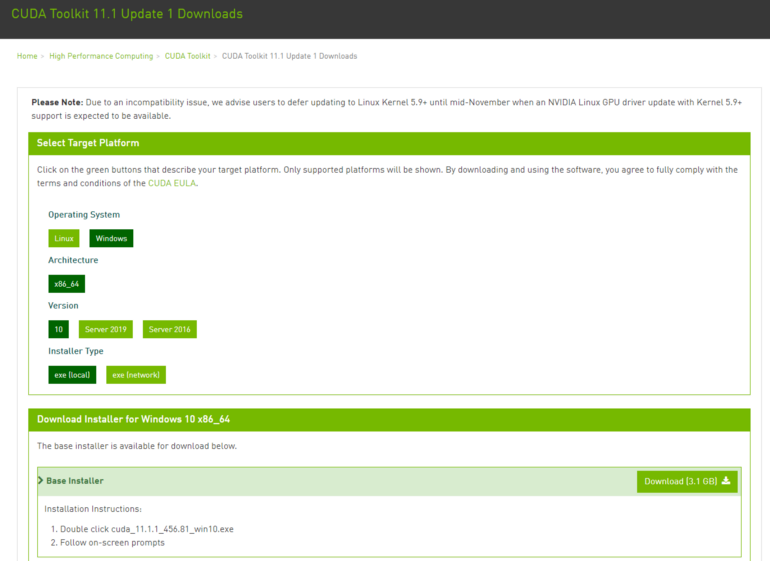 CUDA Toolkit 11.1 Update 1 Downloads
Home > High Performance Computing > CUDA Toolkit > CUDA Toolkit 11.1 Update 1 Downloads
Please Note: Due to an incompatibility issue, we advise users to defer updating to Linux Kernel 5.9+ until mid-November when an NVIDIA Linux GPU driver update with Kernel 5.9+
support is expected to be available.
Select Target Platform
Click on the green buttons that describe your target platform. Only supported platforms will be shown. By downloading and using the software, you agree to fully comply with the
terms and conditions of the CUDA EULA.
Operating System
Linux Windows
Architecture
x86_64
Version
10 Server 2019 Server 2016
Installer Type
exe (local) exe (network)
Download Installer for Windows 10 x86_64
The base installer is available for download below.
Base Installer Download (3.1 GB)
Installation Instructions:
1. Double click cuda_11.1.1_456.81_win10.exe
2. Follow on-screen prompts